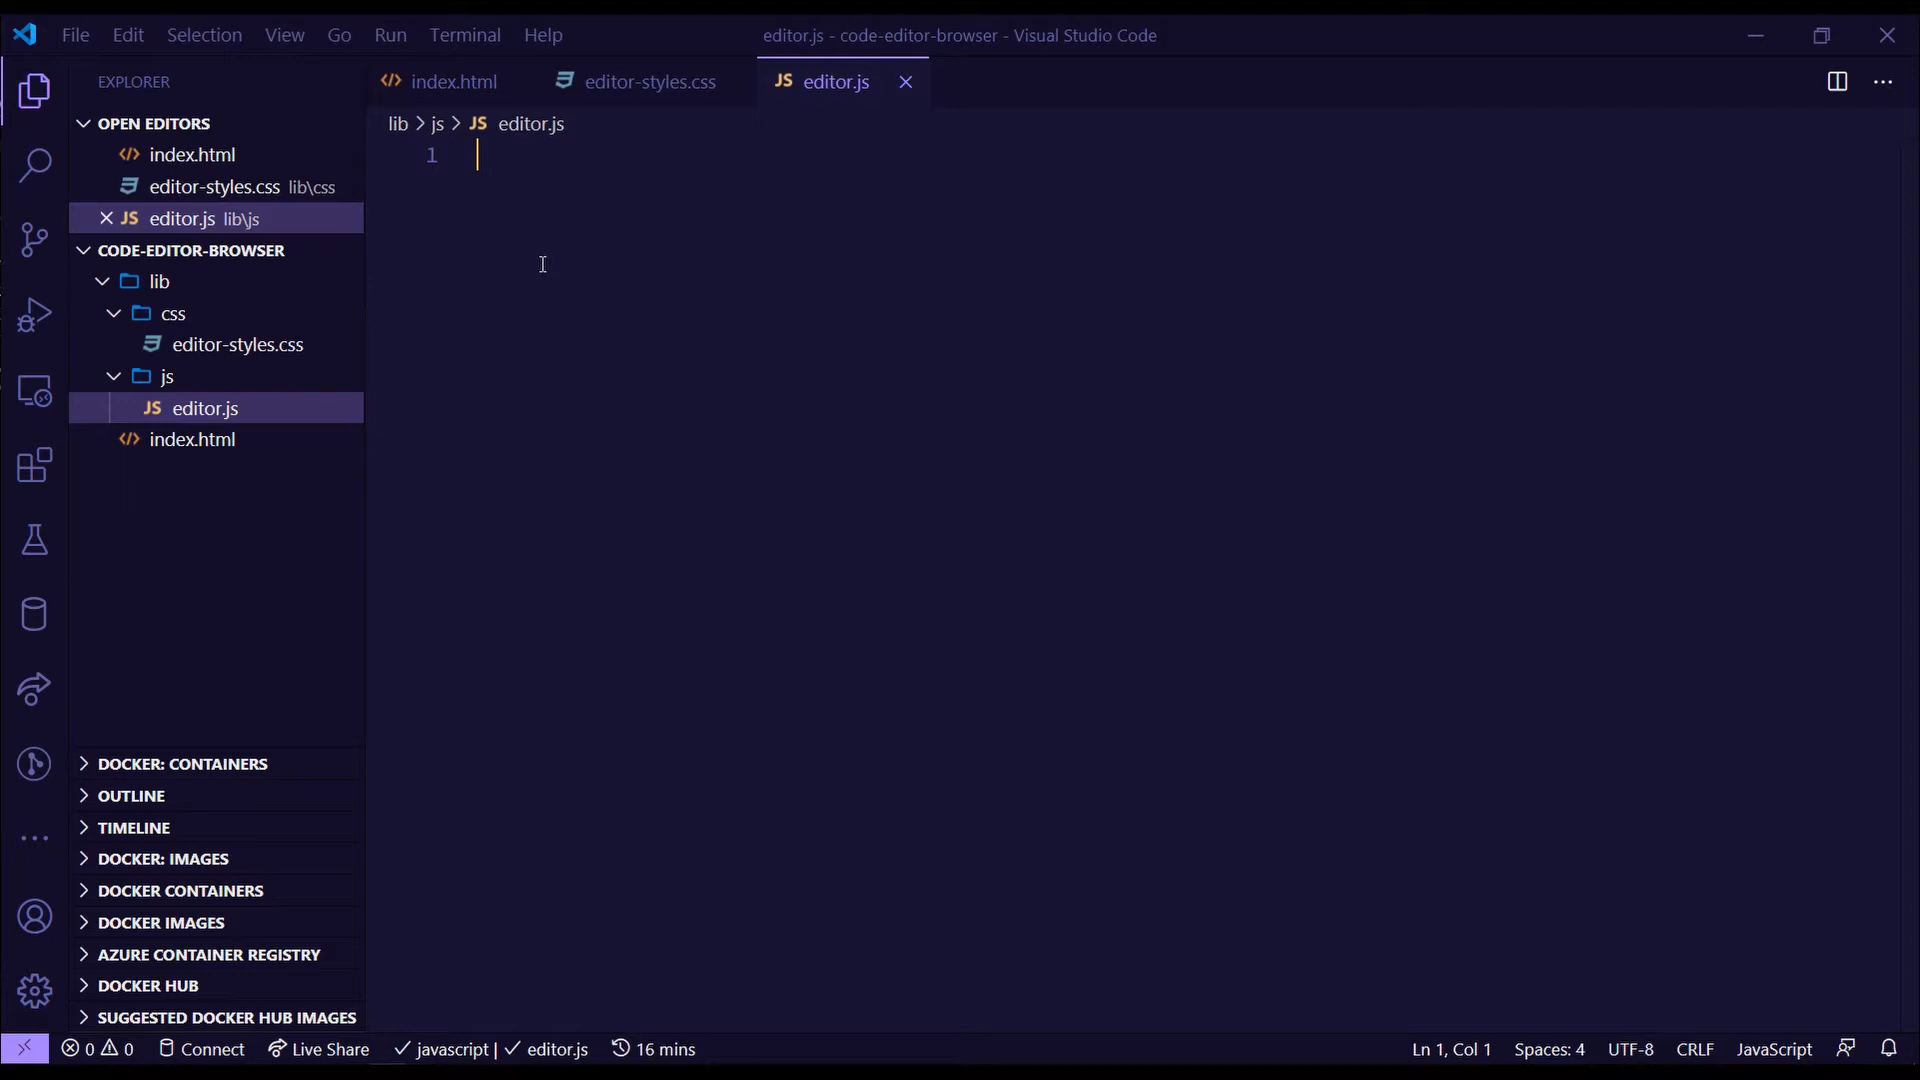 File Edit Selection View Go Run Terminal Help
editor.js - code-editor-browser - Visual Studio Code
EXPLORER
OPEN EDITORS
index.html
editor-styles.css lib\css
JS editor.js lib\js
CODE-EDITOR-BROWSER
lib
css
editor-styles.css
js
JS editor.js
index.html
DOCKER: CONTAINERS
OUTLINE
TIMELINE
DOCKER: IMAGES
DOCKER CONTAINERS
DOCKER IMAGES
AZURE CONTAINER REGISTRY
DOCKER HUB
SUGGESTED DOCKER HUB IMAGES
index.html editor-styles.css JS editor.js
lib > js > JS editor.js
1
0 0 Connect Live Share javascript | editor.js 16 mins
Ln 1, Col 1 Spaces: 4 UTF-8 CRLF JavaScript